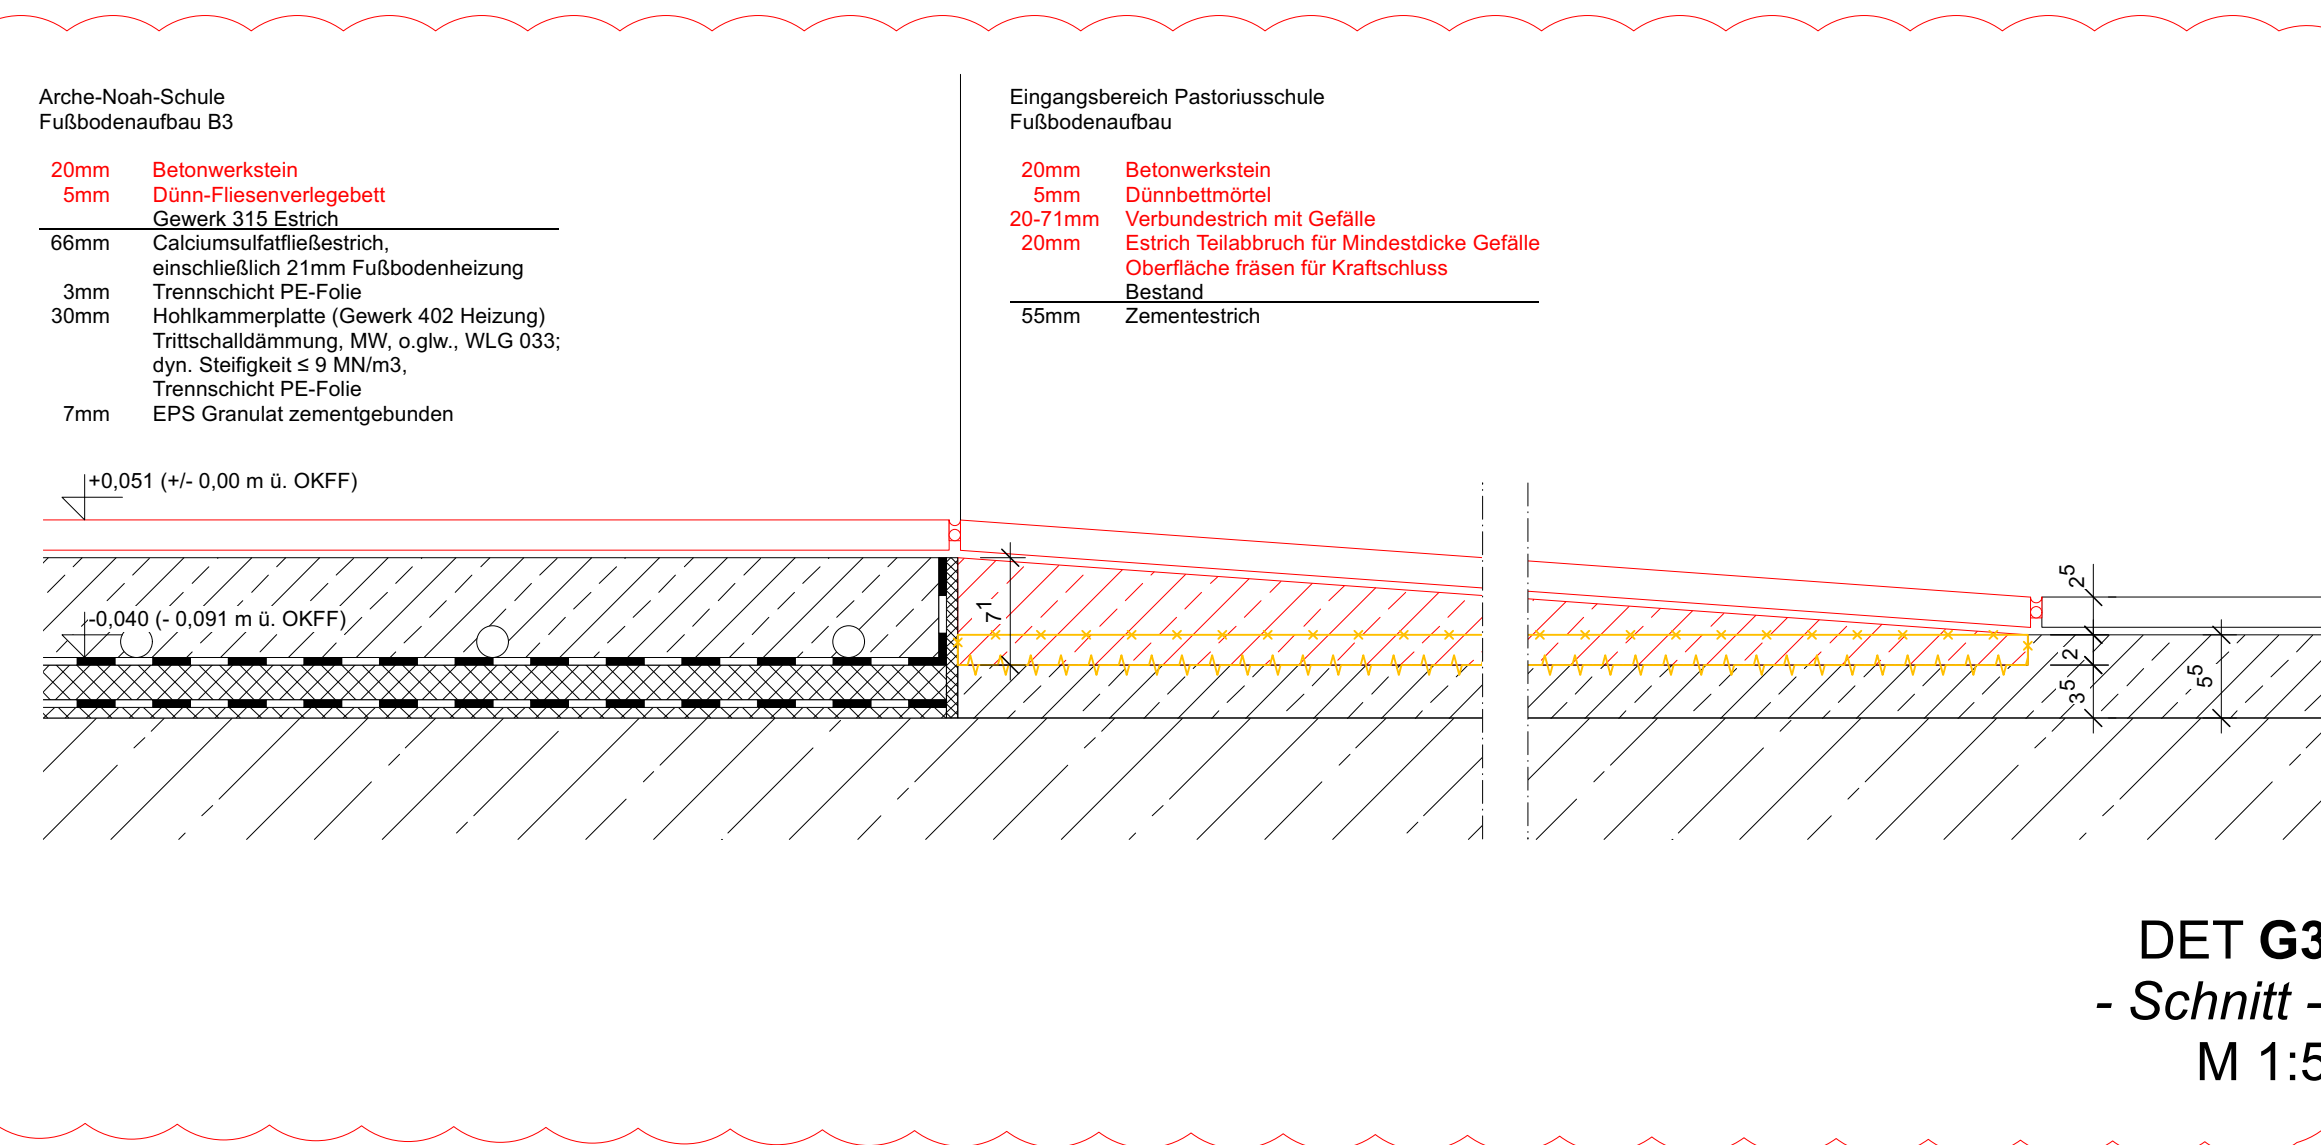 Arche-Noah-Schule
Fußbodenaufbau B3
20mm Betonwerkstein
5mm Dünn-Fliesenverlegebett
Gewerk 315 Estrich
66mm Calciumsulfatfließestrich,
einschließlich 21mm Fußbodenheizung
3mm Trennschicht PE-Folie
30mm Hohlkammerplatte (Gewerk 402 Heizung)
Trittschalldämmung, MW, o.glw., WLG 033;
dyn. Steifigkeit ≤ 9 MN/m3,
Trennschicht PE-Folie
7mm EPS Granulat zementgebunden
Eingangsbereich Pastoriusschule
Fußbodenaufbau
20mm Betonwerkstein
5mm Dünnbettmörtel
20-71mm Verbundestrich mit Gefälle
20mm Estrich Teilabbruch für Mindestdicke Gefälle
Oberfläche fräsen für Kraftschluss
Bestand
55mm Zementestrich
+0,051 (+/- 0,00 m ü. OKFF)
-0,040 (- 0,091 m ü. OKFF)
7¹
2⁵
2
3⁵
5⁵
DET G3
- Schnitt -
M 1:5